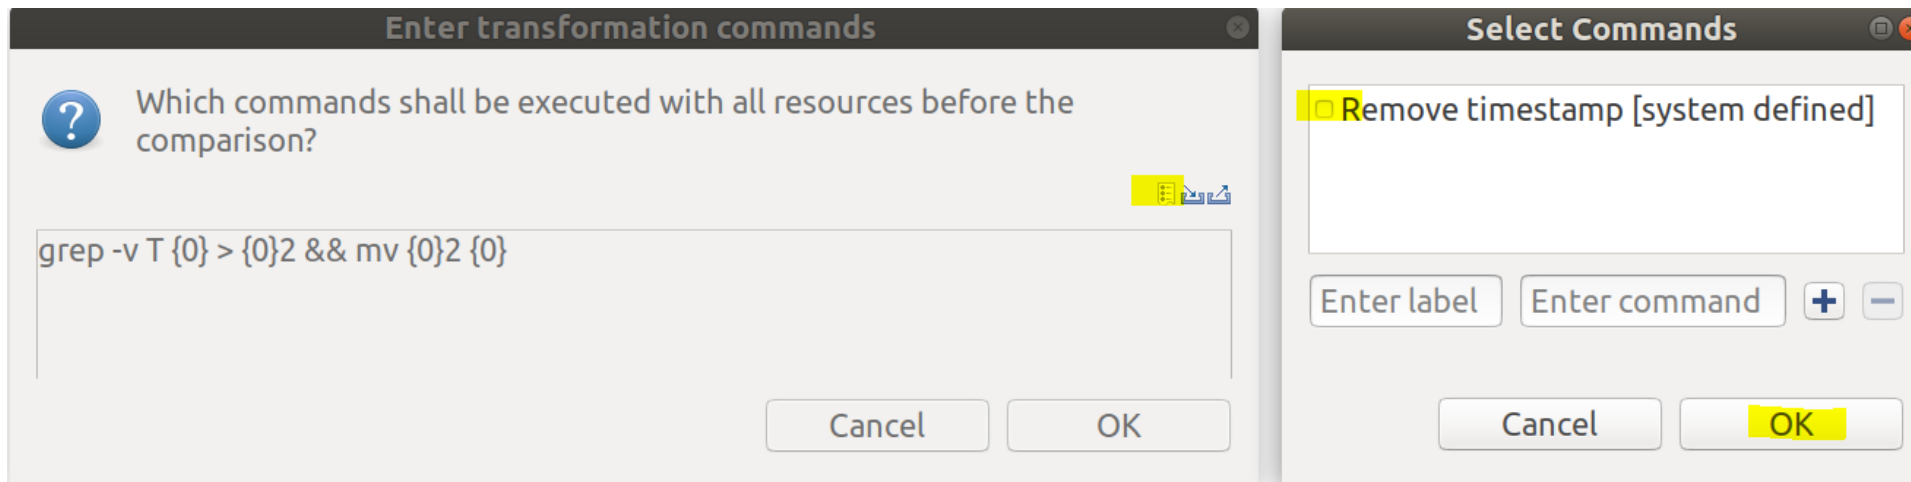 Enter transformation commands
Which commands shall be executed with all resources before the
comparison?
grep -v T {0} > {0}2 && mv {0}2 {0}
Cancel
OK
Select Commands
Remove timestamp [system defined]
Enter label
Enter command
Cancel
OK